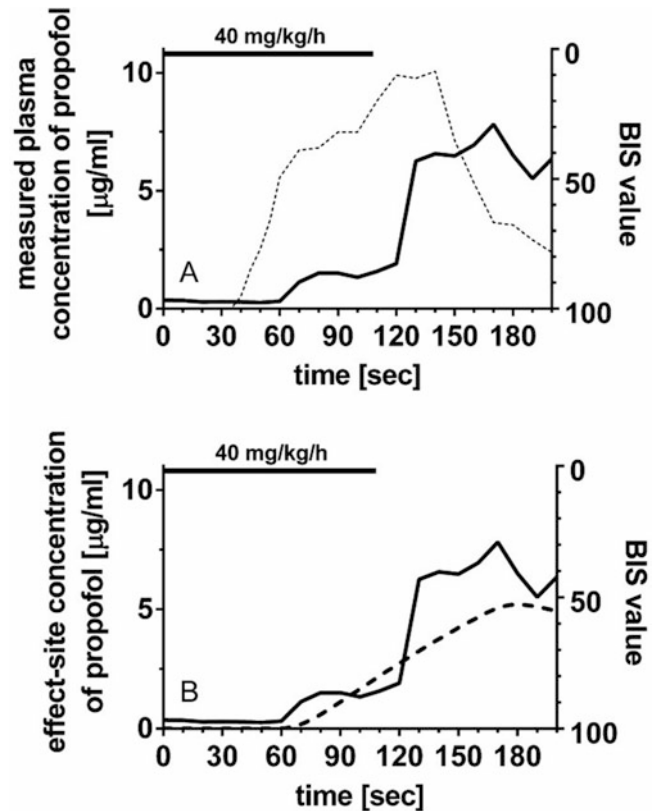 40 mg/kg/h
measured plasma
concentration of propofol
[µg/ml]
10
5
0
A
0
50
100
BIS value
0 30 60 90 120 150 180
time [sec]
40 mg/kg/h
effect-site concentration
of propofol [µg/ml]
10
5
0
B
0
50
100
BIS value
0 30 60 90 120 150 180
time [sec]